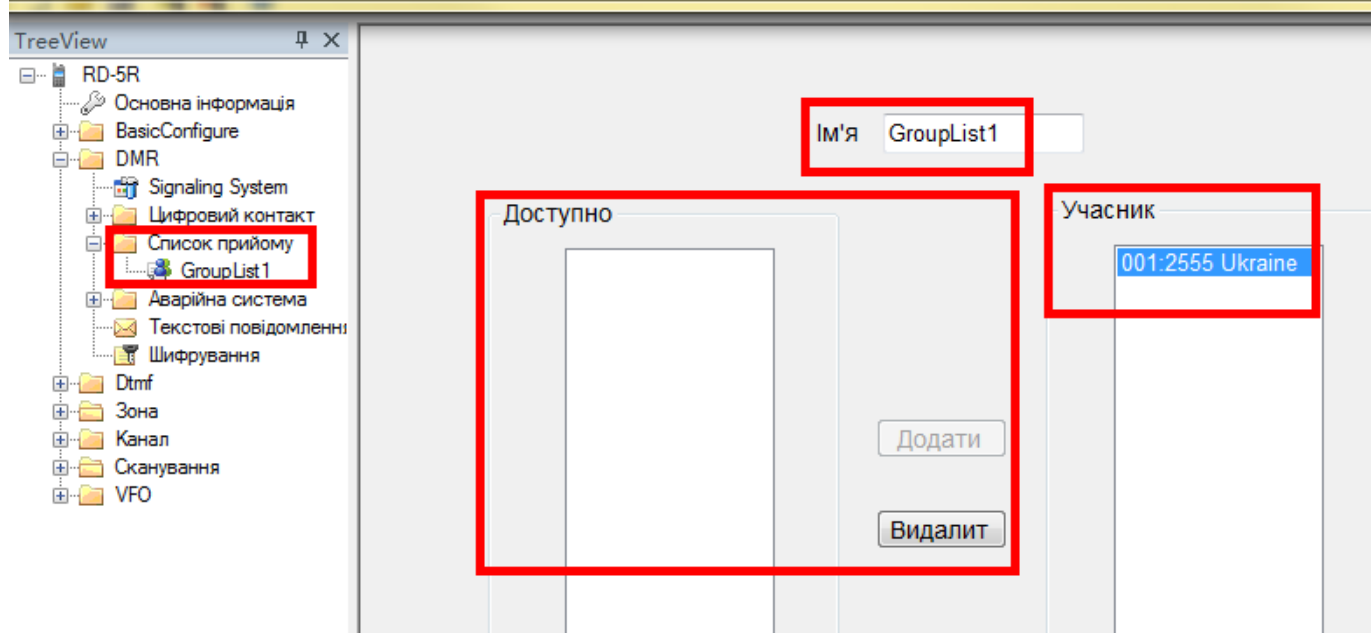 TreeView
RD-5R
Основна інформація
BasicConfigure
DMR
Signaling System
Цифровий контакт
Список прийому
GroupList1
Аварійна система
Текстові повідомлення
Шифрування
Dtmf
Зона
Канал
Сканування
VFO
Ім'я GroupList1
Доступно
Додати
Видалит
Учасник
001:2555 Ukraine